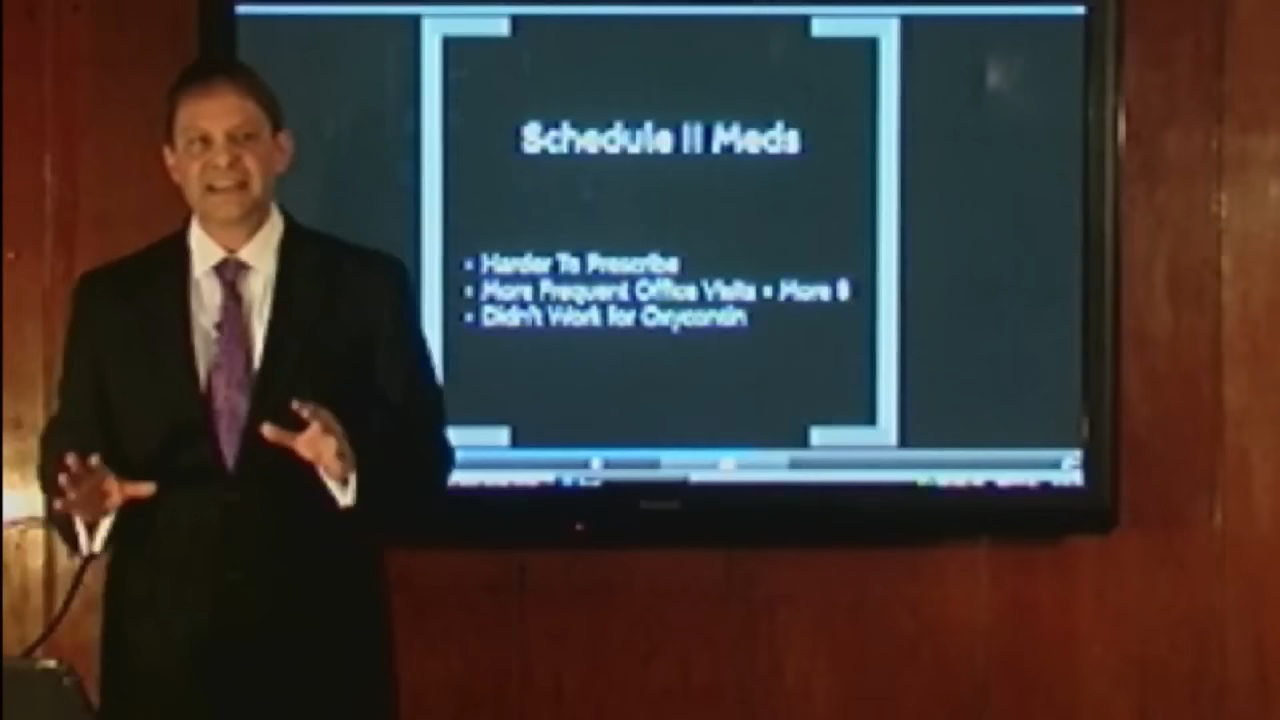 Schedule II Meds
• Harder To Prescribe
• More Frequent Office Visits = More $
• Didn't Work for Oxycontin